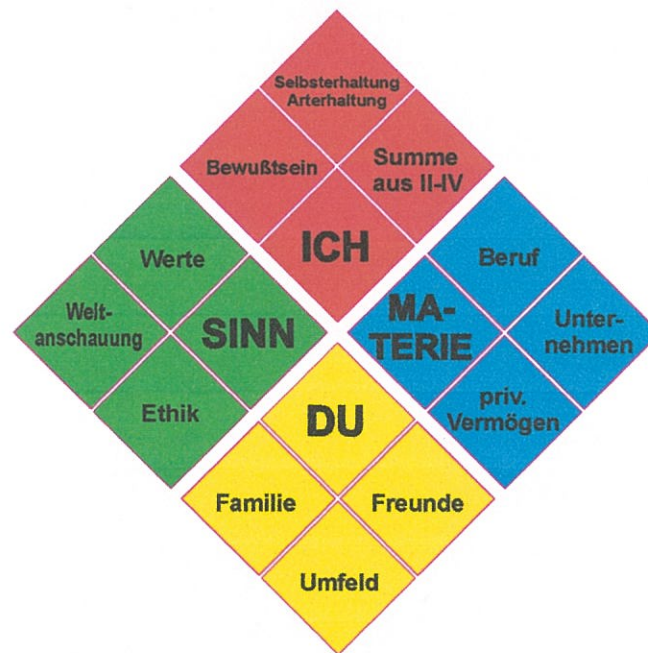 Selbsterhaltung
Arterhaltung
Bewußtsein
Summe
aus II-IV
ICH
Werte
Welt-
anschauung
SINN
Ethik
Beruf
MA-
TERIE
Unter-
nehmen
priv.
Vermögen
DU
Familie
Freunde
Umfeld